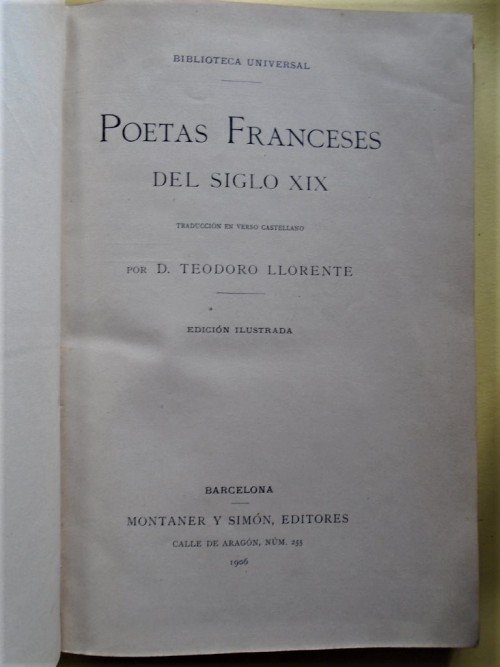 BIBLIOTECA UNIVERSAL
POETAS FRANCESES
DEL SIGLO XIX
TRADUCCIÓN EN VERSO CASTELLANO
POR D. TEODORO LLORENTE
EDICIÓN ILUSTRADA
BARCELONA
MONTANER Y SIMÓN, EDITORES
CALLE DE ARAGÓN, NÚM. 255
1906